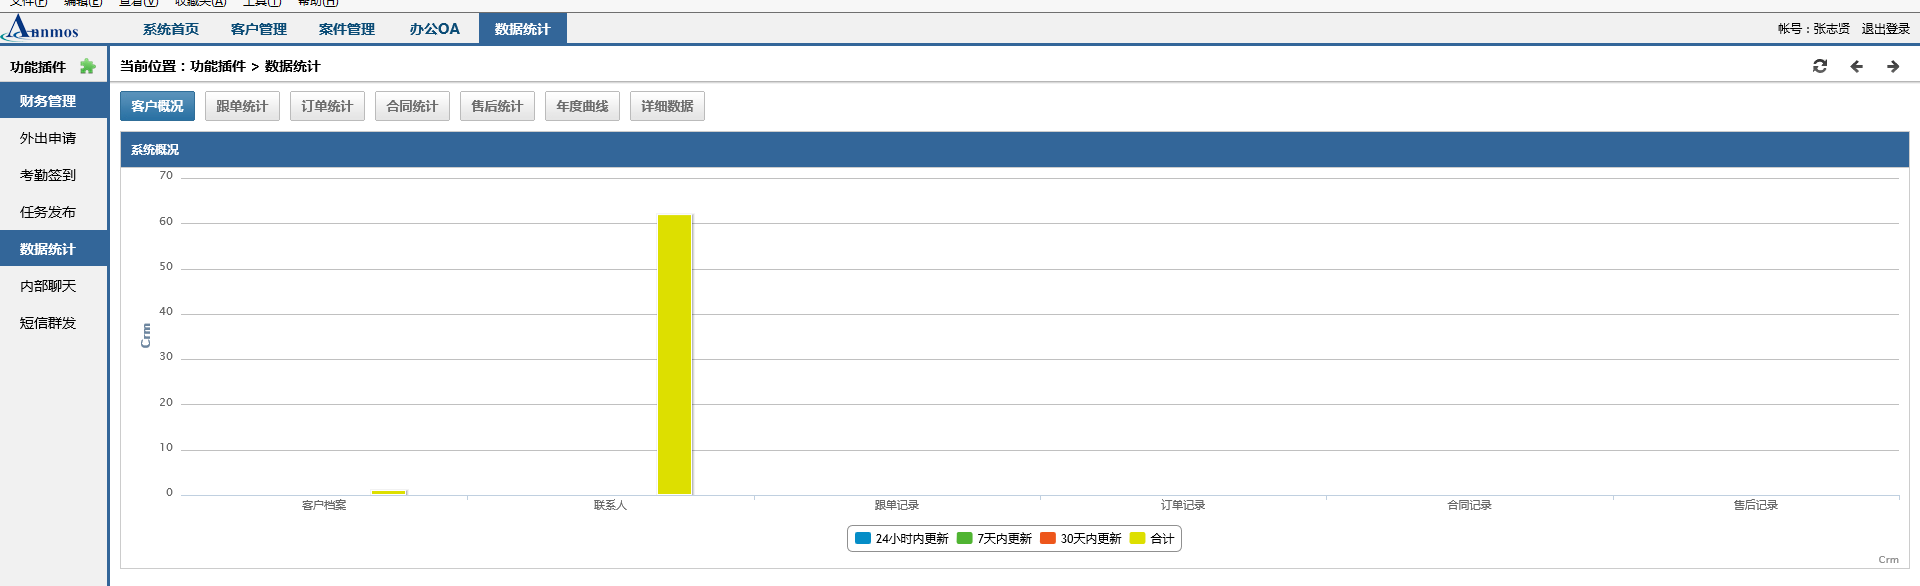 文件(F) 编辑(E) 查看(V) 收藏夹(A) 工具(T) 帮助(H)
Aanmos
系统首页 客户管理 案件管理 办公OA 数据统计
帐号：张志贤 退出登录
功能插件
当前位置：功能插件 > 数据统计
财务管理
外出申请
考勤签到
任务发布
数据统计
内部聊天
短信群发
客户概况 跟单统计 订单统计 合同统计 售后统计 年度曲线 详细数据
系统概况
70
60
50
40
30
20
10
0
Crm
客户档案 联系人 跟单记录 订单记录 合同记录 售后记录
24小时内更新 7天内更新 30天内更新 合计
Crm